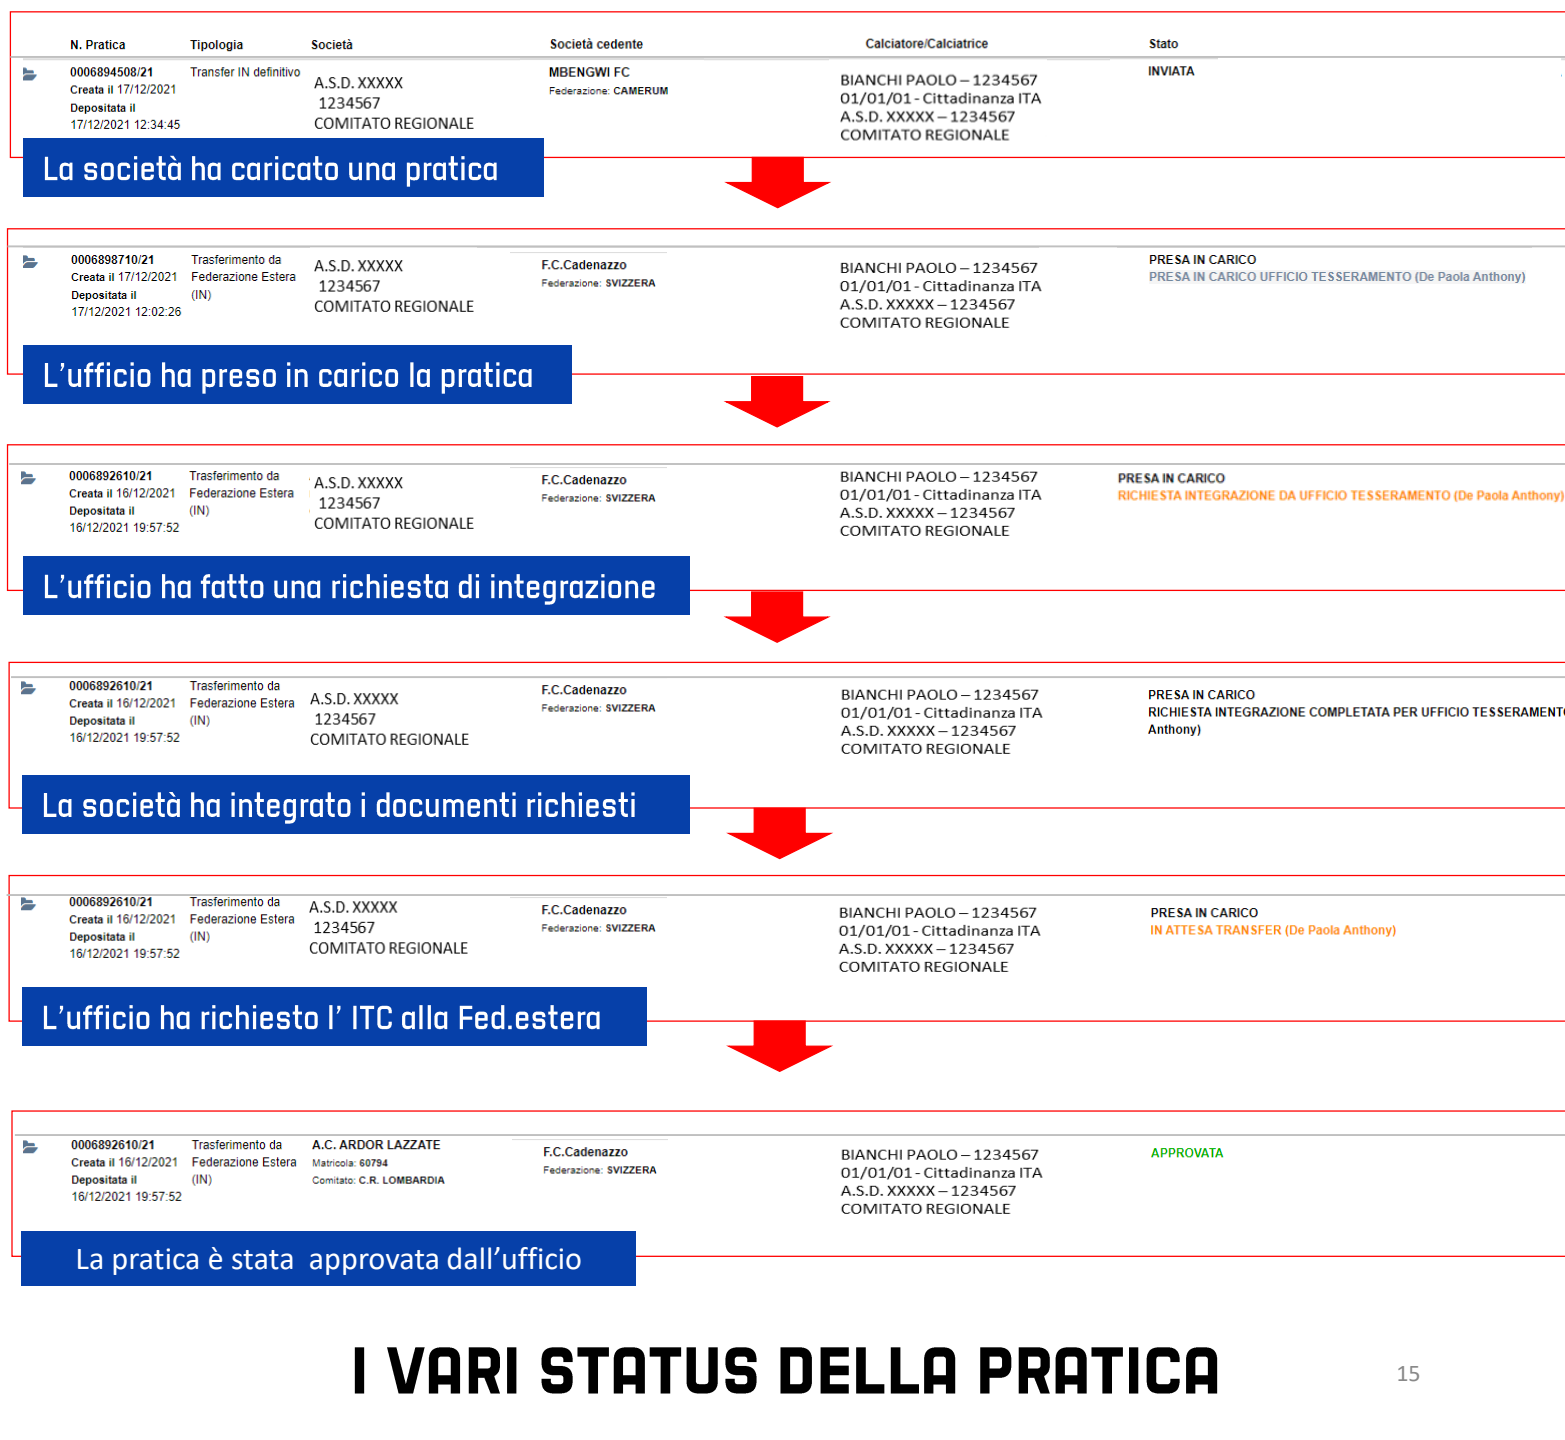 N. Pratica Tipologia Società Società cedente Calciatore/Calciatrice Stato
0006894508/21 Transfer IN definitivo A.S.D. XXXXX MBENGWI FC BIANCHI PAOLO – 1234567 INVIATA
Creata il 17/12/2021 1234567 Federazione: CAMERUM 01/01/01 - Cittadinanza ITA
Depositata il COMITATO REGIONALE A.S.D. XXXXX – 1234567
17/12/2021 12:34:45 COMITATO REGIONALE
La società ha caricato una pratica
0006898710/21 Trasferimento da A.S.D. XXXXX F.C.Cadenazzo BIANCHI PAOLO – 1234567 PRESA IN CARICO
Creata il 17/12/2021 Federazione Estera 1234567 Federazione: SVIZZERA 01/01/01 - Cittadinanza ITA PRESA IN CARICO UFFICIO TESSERAMENTO (De Paola Anthony)
Depositata il (IN) COMITATO REGIONALE A.S.D. XXXXX – 1234567
17/12/2021 12:02:26 COMITATO REGIONALE
L'ufficio ha preso in carico la pratica
0006892610/21 Trasferimento da A.S.D. XXXXX F.C.Cadenazzo BIANCHI PAOLO – 1234567 PRESA IN CARICO
Creata il 16/12/2021 Federazione Estera 1234567 Federazione: SVIZZERA 01/01/01 - Cittadinanza ITA RICHIESTA INTEGRAZIONE DA UFFICIO TESSERAMENTO (De Paola Anthony)
Depositata il (IN) COMITATO REGIONALE A.S.D. XXXXX – 1234567
16/12/2021 19:57:52 COMITATO REGIONALE
L'ufficio ha fatto una richiesta di integrazione
0006892610/21 Trasferimento da A.S.D. XXXXX F.C.Cadenazzo BIANCHI PAOLO – 1234567 PRESA IN CARICO
Creata il 16/12/2021 Federazione Estera 1234567 Federazione: SVIZZERA 01/01/01 - Cittadinanza ITA RICHIESTA INTEGRAZIONE COMPLETATA PER UFFICIO TESSERAMENTO
Depositata il (IN) COMITATO REGIONALE A.S.D. XXXXX – 1234567 Anthony)
16/12/2021 19:57:52 COMITATO REGIONALE
La società ha integrato i documenti richiesti
0006892610/21 Trasferimento da A.S.D. XXXXX F.C.Cadenazzo BIANCHI PAOLO – 1234567 PRESA IN CARICO
Creata il 16/12/2021 Federazione Estera 1234567 Federazione: SVIZZERA 01/01/01 - Cittadinanza ITA IN ATTESA TRANSFER (De Paola Anthony)
Depositata il (IN) COMITATO REGIONALE A.S.D. XXXXX – 1234567
16/12/2021 19:57:52 COMITATO REGIONALE
L'ufficio ha richiesto l' ITC alla Fed.estera
0006892610/21 Trasferimento da A.C. ARDOR LAZZATE F.C.Cadenazzo BIANCHI PAOLO – 1234567 APPROVATA
Creata il 16/12/2021 Federazione Estera Matricola: 60794 Federazione: SVIZZERA 01/01/01 - Cittadinanza ITA
Depositata il (IN) Comitato: C.R. LOMBARDIA A.S.D. XXXXX – 1234567
16/12/2021 19:57:52 COMITATO REGIONALE
La pratica è stata approvata dall'ufficio
I VARI STATUS DELLA PRATICA
15